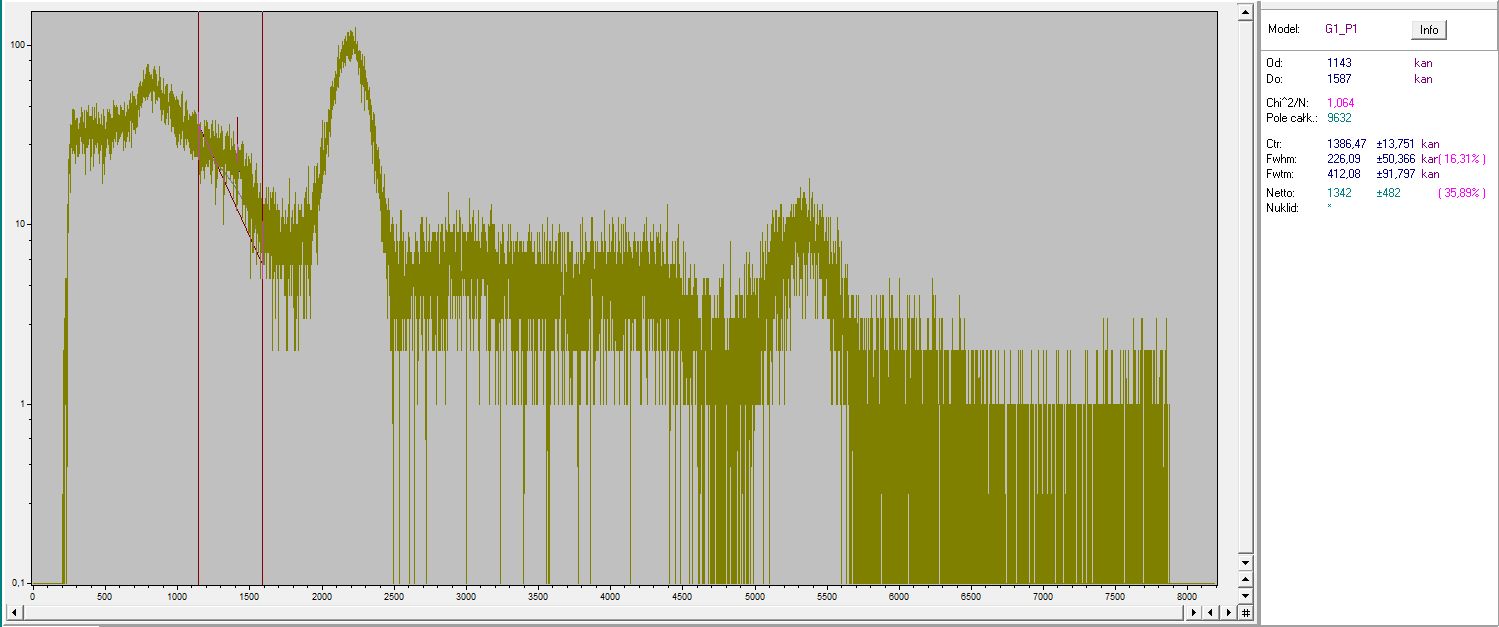 Model: G1_P1 Info
Od: 1143 kan
Do: 1587 kan
Chi^2/N: 1,064
Pole całk.: 9632
Ctr: 1386,47 ±13,751 kan
Fwhm: 226,09 ±50,366 kar( 16,31% )
Fwtm: 412,08 ±91,797 kan
Netto: 1342 ±482 ( 35,89% )
Nuklid: *
100
10
1
0.1
0 500 1000 1500 2000 2500 3000 3500 4000 4500 5000 5500 6000 6500 7000 7500 8000
#